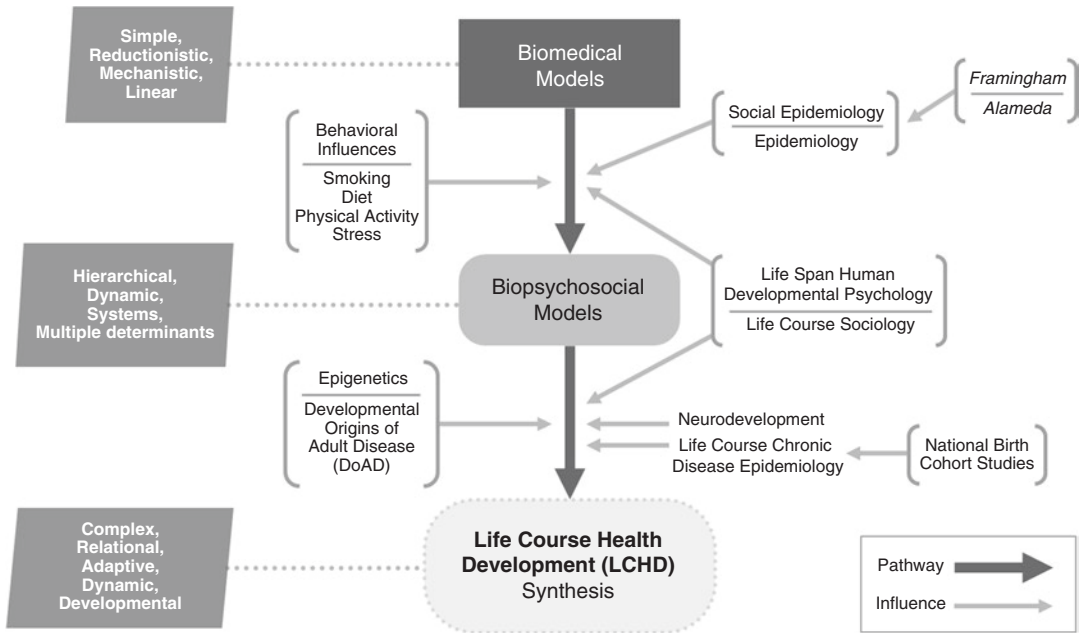 Simple,
Reductionistic,
Mechanistic,
Linear
Biomedical
Models
Behavioral
Influences
Smoking
Diet
Physical Activity
Stress
Social Epidemiology
Epidemiology
Framingham
Alameda
Hierarchical,
Dynamic,
Systems,
Multiple determinants
Biopsychosocial
Models
Life Span Human
Developmental Psychology
Life Course Sociology
Epigenetics
Developmental
Origins of
Adult Disease
(DoAD)
Neurodevelopment
Life Course Chronic
Disease Epidemiology
National Birth
Cohort Studies
Complex,
Relational,
Adaptive,
Dynamic,
Developmental
Life Course Health
Development (LCHD)
Synthesis
Pathway
Influence